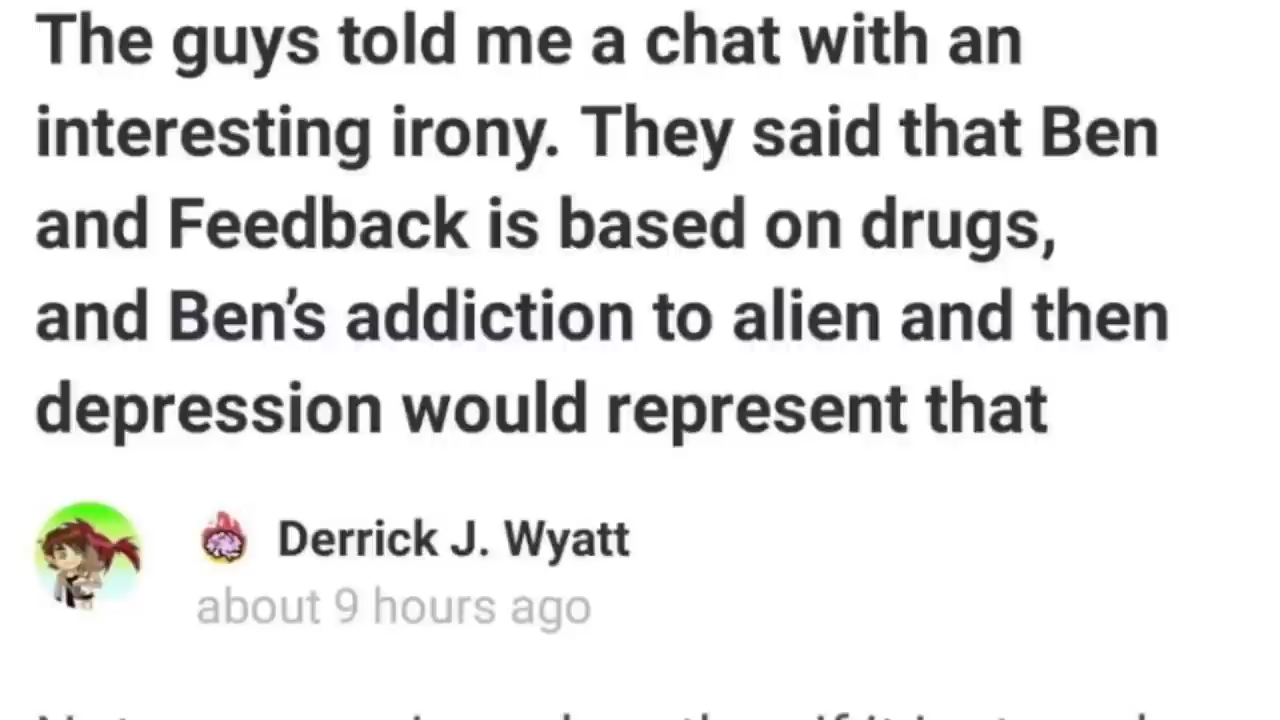 The guys told me a chat with an
interesting irony. They said that Ben
and Feedback is based on drugs,
and Ben's addiction to alien and then
depression would represent that
Derrick J. Wyatt
about 9 hours ago